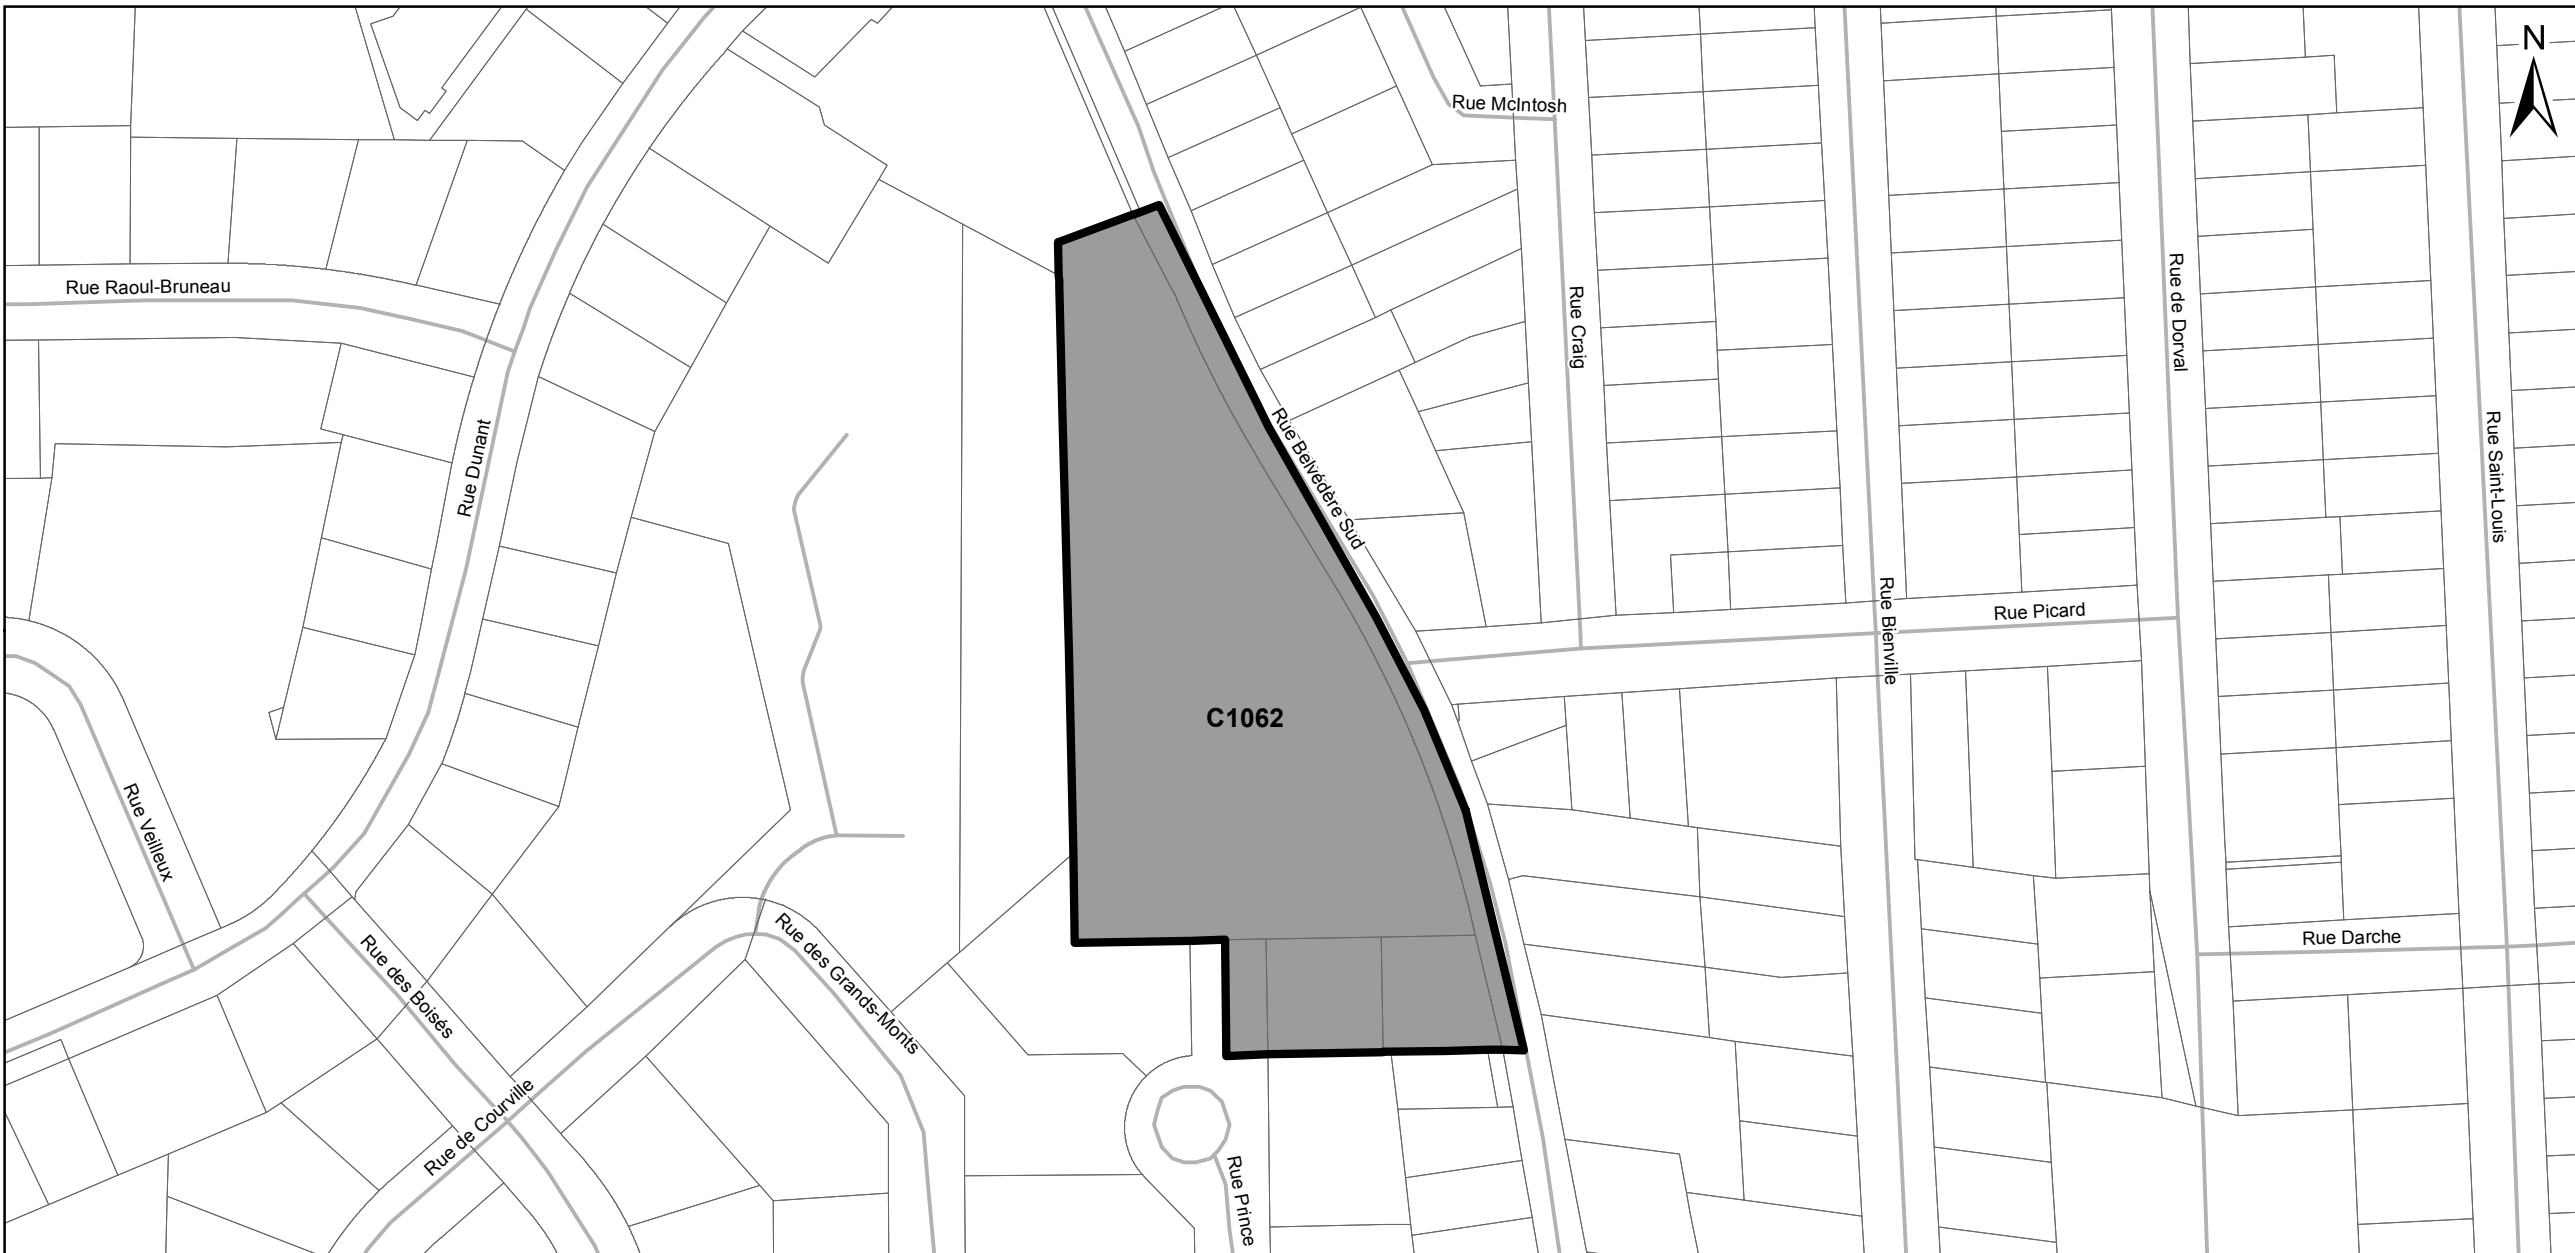 N
Rue McIntosh
Rue Raoul-Bruneau
Rue Craig
Rue de Dorval
Rue Dunant
Rue Belvédère Sud
Rue Saint-Louis
Rue Bienville
Rue Picard
C1062
Rue Veilleux
Rue des Boisés
Rue des Grands-Monts
Rue Darche
Rue de Courville
Rue Prince